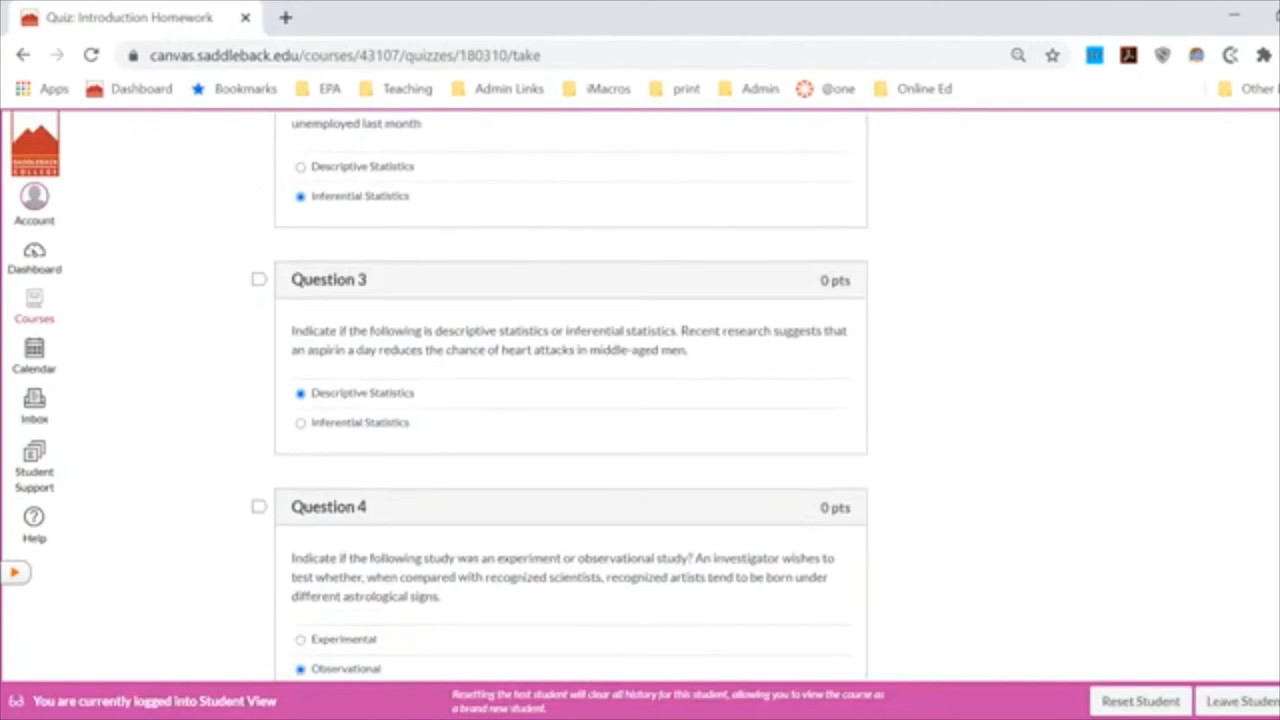 Quiz: Introduction Homework
canvas.saddleback.edu/courses/43107/quizzes/180310/take
Apps Dashboard Bookmarks EPA Teaching Admin Links iMacros print Admin @one Online Ed Other
SADDLEBACK
COLLEGE
Account
Dashboard
Courses
Calendar
Inbox
Student
Support
Help
unemployed last month
Descriptive Statistics
Inferential Statistics
Question 3 0 pts
Indicate if the following is descriptive statistics or inferential statistics. Recent research suggests that
an aspirin a day reduces the chance of heart attacks in middle-aged men.
Descriptive Statistics
Inferential Statistics
Question 4 0 pts
Indicate if the following study was an experiment or observational study? An investigator wishes to
test whether, when compared with recognized scientists, recognized artists tend to be born under
different astrological signs.
Experimental
Observational
You are currently logged into Student View
Resetting the test student will clear all history for this student, allowing you to view the course as
a brand new student.
Reset Student Leave Studen